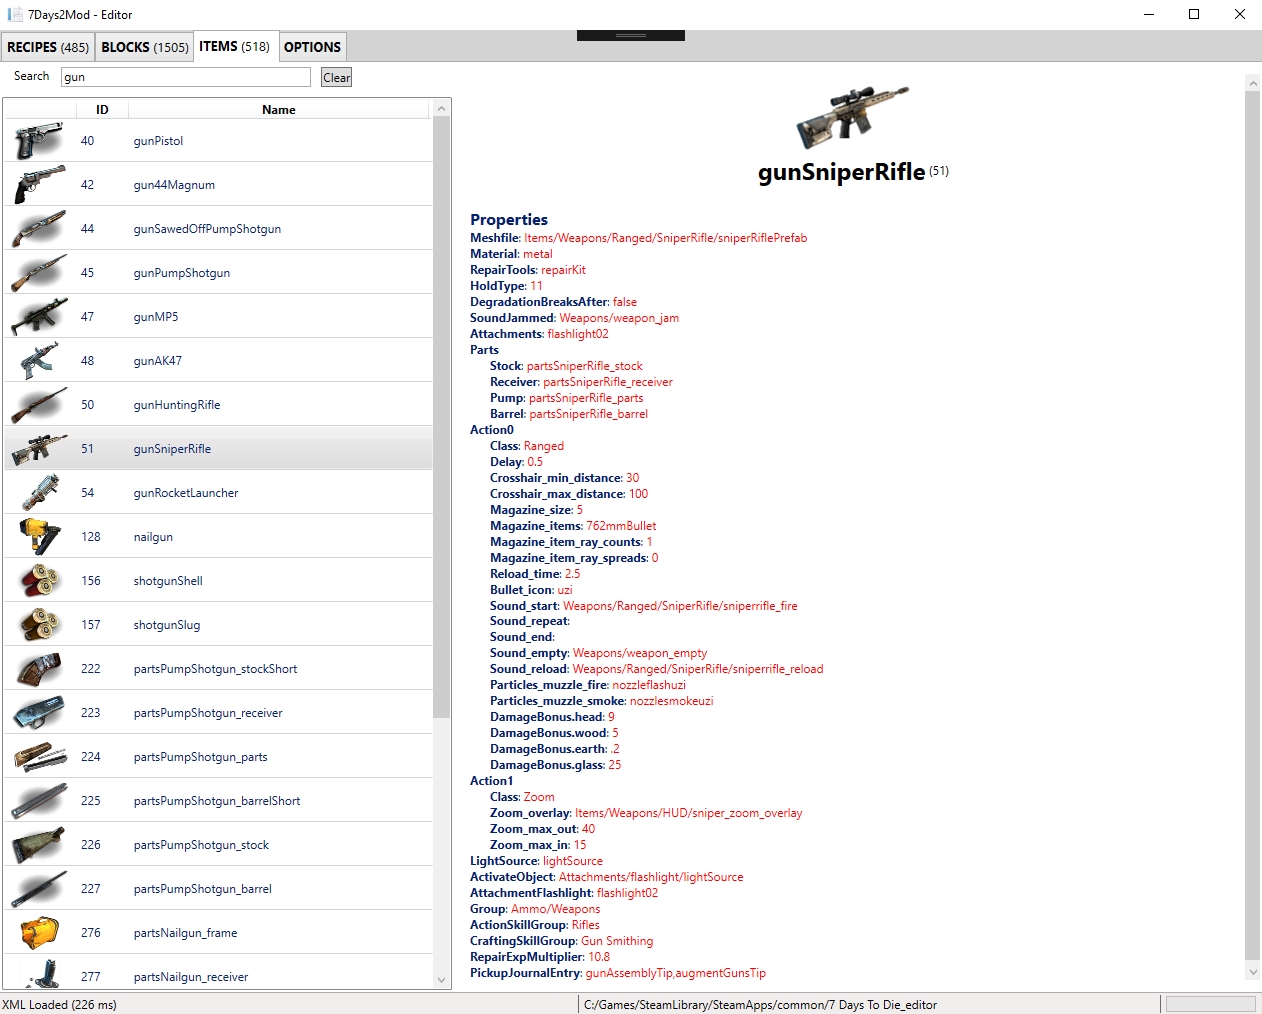 7Days2Mod - Editor
RECIPES (485) BLOCKS (1505) ITEMS (518) OPTIONS
Search gun Clear
ID Name
40 gunPistol
42 gun44Magnum
44 gunSawedOffPumpShotgun
45 gunPumpShotgun
47 gunMP5
48 gunAK47
50 gunHuntingRifle
51 gunSniperRifle
54 gunRocketLauncher
128 nailgun
156 shotgunShell
157 shotgunSlug
222 partsPumpShotgun_stockShort
223 partsPumpShotgun_receiver
224 partsPumpShotgun_parts
225 partsPumpShotgun_barrelShort
226 partsPumpShotgun_stock
227 partsPumpShotgun_barrel
276 partsNailgun_frame
277 partsNailgun_receiver
gunSniperRifle (51)
Properties
Meshfile: Items/Weapons/Ranged/SniperRifle/sniperRiflePrefab
Material: metal
RepairTools: repairKit
HoldType: 11
DegradationBreaksAfter: false
SoundJammed: Weapons/weapon_jam
Attachments: flashlight02
Parts
Stock: partsSniperRifle_stock
Receiver: partsSniperRifle_receiver
Pump: partsSniperRifle_parts
Barrel: partsSniperRifle_barrel
Action0
Class: Ranged
Delay: 0.5
Crosshair_min_distance: 30
Crosshair_max_distance: 100
Magazine_size: 5
Magazine_items: 762mmBullet
Magazine_item_ray_counts: 1
Magazine_item_ray_spreads: 0
Reload_time: 2.5
Bullet_icon: uzi
Sound_start: Weapons/Ranged/SniperRifle/sniperrifle_fire
Sound_repeat:
Sound_end:
Sound_empty: Weapons/weapon_empty
Sound_reload: Weapons/Ranged/SniperRifle/sniperrifle_reload
Particles_muzzle_fire: nozzleflashuzi
Particles_muzzle_smoke: nozzlesmokeuzi
DamageBonus.head: 9
DamageBonus.wood: 5
DamageBonus.earth: .2
DamageBonus.glass: 25
Action1
Class: Zoom
Zoom_overlay: Items/Weapons/HUD/sniper_zoom_overlay
Zoom_max_out: 40
Zoom_max_in: 15
LightSource: lightSource
ActivateObject: Attachments/flashlight/lightSource
AttachmentFlashlight: flashlight02
Group: Ammo/Weapons
ActionSkillGroup: Rifles
CraftingSkillGroup: Gun Smithing
RepairExpMultiplier: 10.8
PickupJournalEntry: gunAssemblyTip,augmentGunsTip
XML Loaded (226 ms) C:/Games/SteamLibrary/SteamApps/common/7 Days To Die_editor